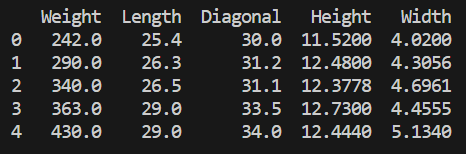 Weight Length Diagonal Height Width
0 242.0 25.4 30.0 11.5200 4.0200
1 290.0 26.3 31.2 12.4800 4.3056
2 340.0 26.5 31.1 12.3778 4.6961
3 363.0 29.0 33.5 12.7300 4.4555
4 430.0 29.0 34.0 12.4440 5.1340